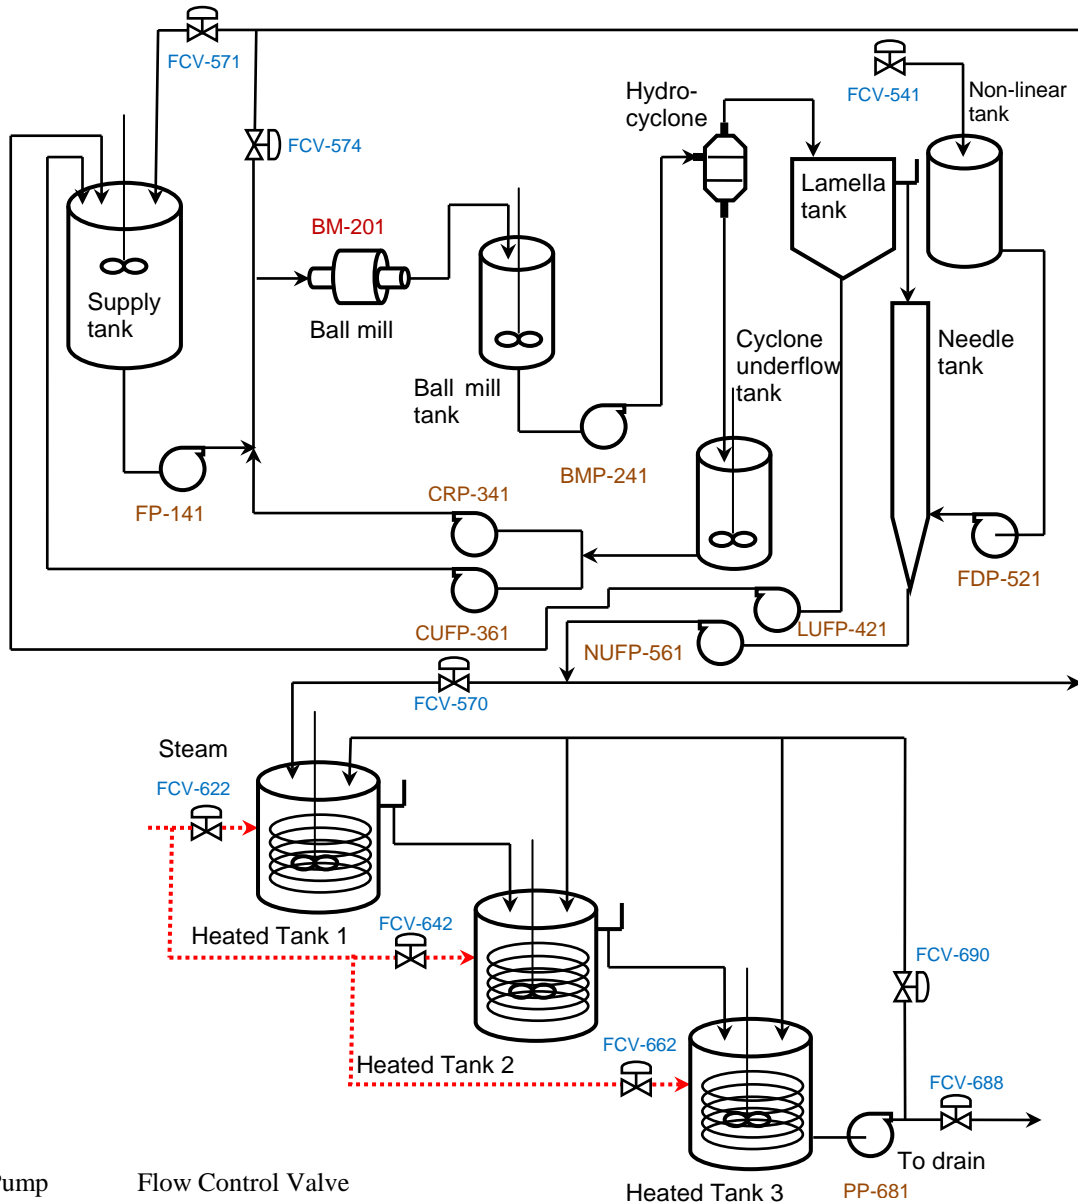 FCV-571
FCV-541
Non-linear
tank
Hydro-
cyclone
FCV-574
Lamella
tank
BM-201
Supply
tank
Ball mill
Cyclone
underflow
tank
Needle
tank
Ball mill
tank
BMP-241
CRP-341
FP-141
FDP-521
CUFP-361
LUFP-421
NUFP-561
FCV-570
Steam
FCV-622
FCV-642
Heated Tank 1
FCV-690
FCV-662
Heated Tank 2
FCV-688
To drain
Pump
Flow Control Valve
PP-681
Heated Tank 3